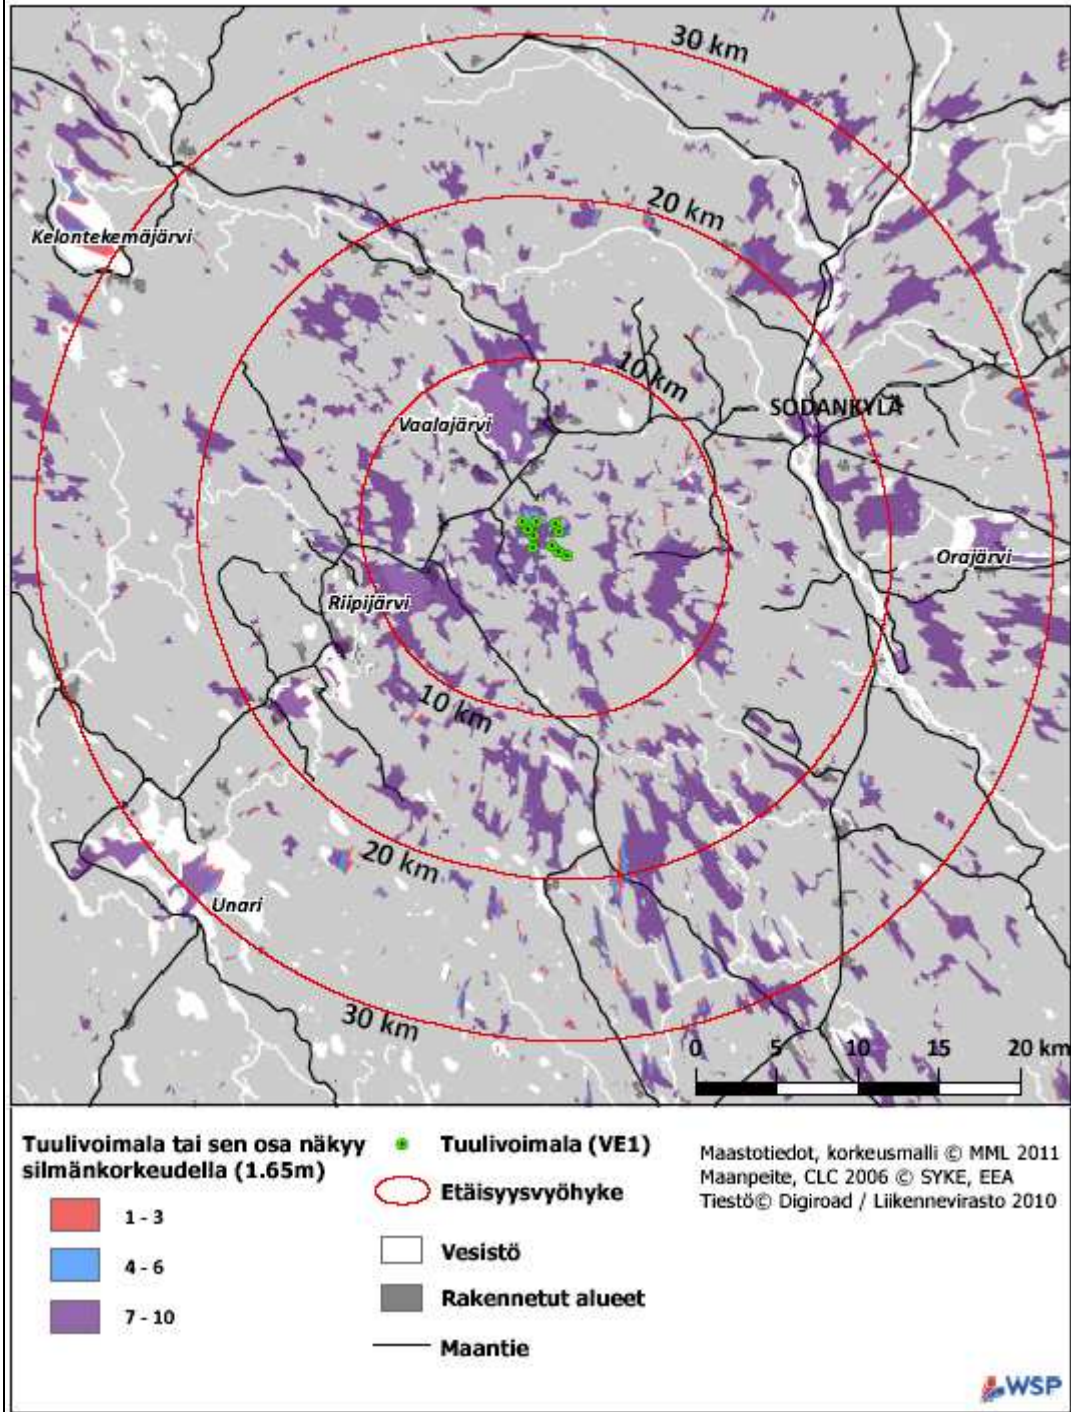 30 km
20 km
Kelontekemäjärvi
10 km
SODANKYLÄ
Vaalajärvi
Orajärvi
Riipijärvi
10 km
20 km
Unari
30 km
0 5 10 15 20 km
Tuulivoimala tai sen osa näkyy
silmänkorkeudella (1.65m)
1 - 3
4 - 6
7 - 10
Tuulivoimala (VE1)
Etäisyysvyöhyke
Vesistö
Rakennetut alueet
Maantie
Maastotiedot, korkeusmalli © MML 2011
Maanpeite, CLC 2006 © SYKE, EEA
Tiestö© Digiroad / Liikennevirasto 2010
WSP